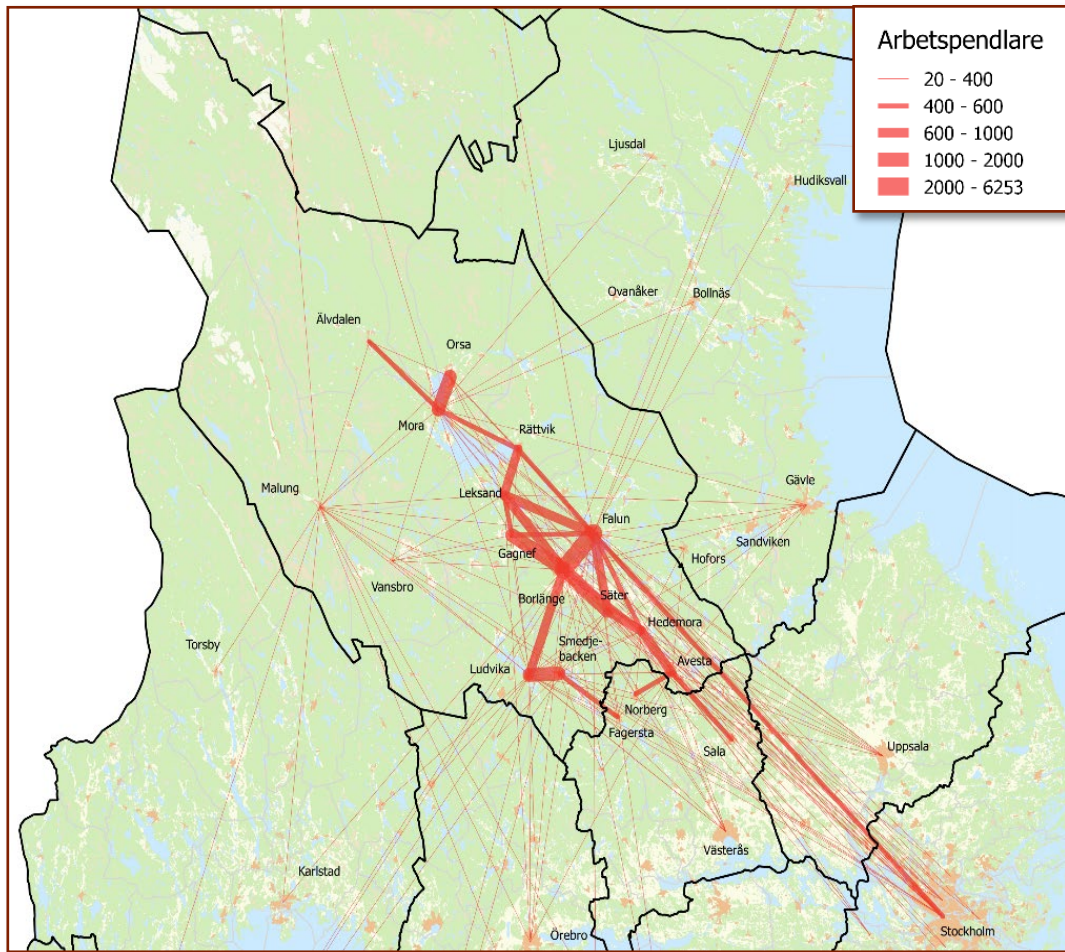 Arbetspendlare
20 - 400
400 - 600
600 - 1000
1000 - 2000
2000 - 6253
Ljusdal
Hudiksvall
Ovanåker
Bollnäs
Älvdalen
Orsa
Mora
Rättvik
Malung
Leksand
Gävle
Falun
Sandviken
Gagnef
Hofors
Vansbro
Borlänge
Säter
Hedemora
Torsby
Smedje-
backen
Avesta
Ludvika
Norberg
Fagersta
Sala
Uppsala
Västerås
Karlstad
Örebro
Stockholm